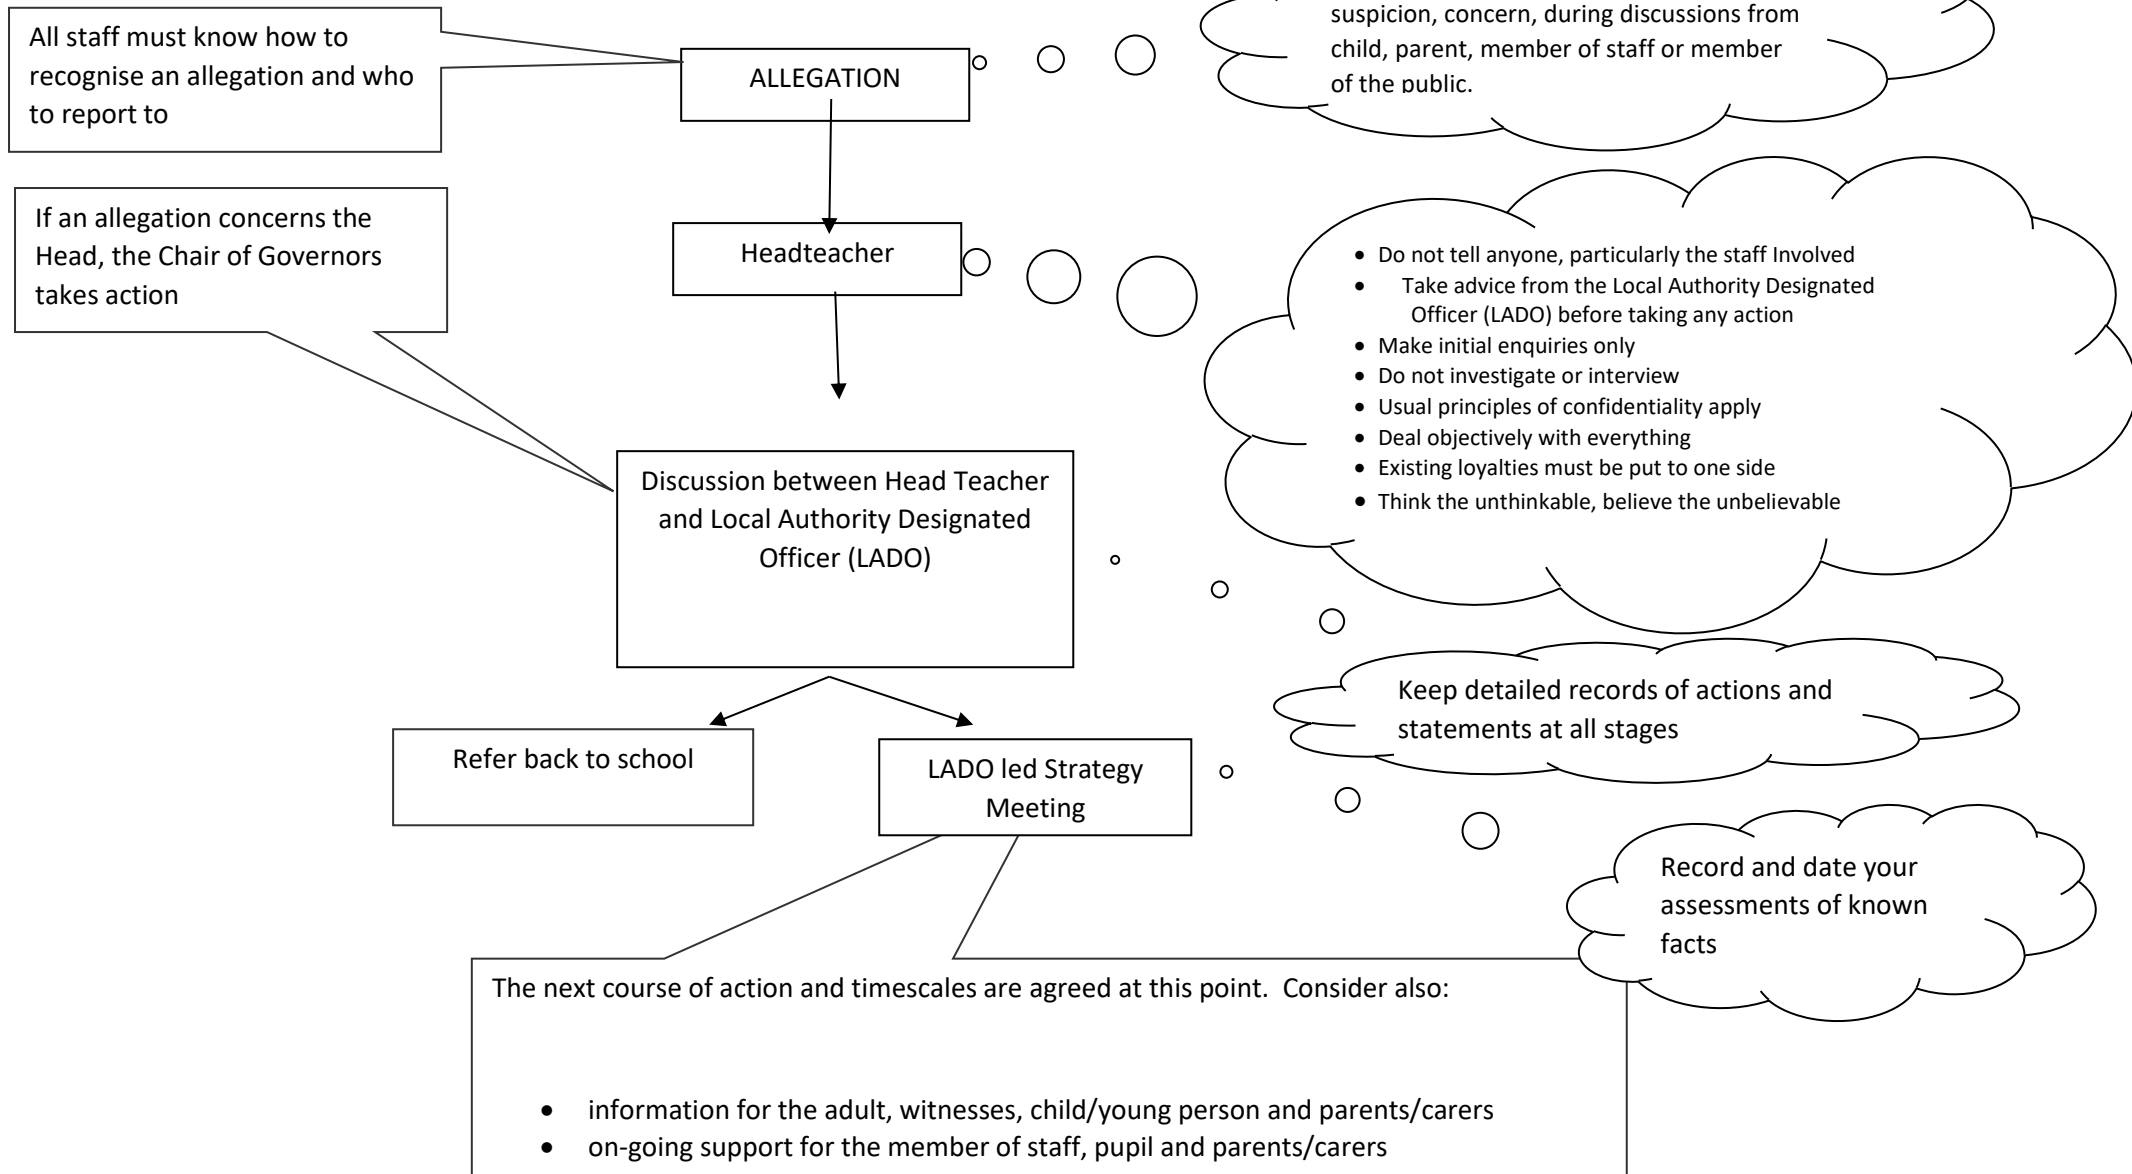 suspicion, concern, during discussions from
child, parent, member of staff or member
of the public.
All staff must know how to
recognise an allegation and who
to report to
ALLEGATION
If an allegation concerns the
Head, the Chair of Governors
takes action
Headteacher
• Do not tell anyone, particularly the staff Involved
• Take advice from the Local Authority Designated
Officer (LADO) before taking any action
• Make initial enquiries only
• Do not investigate or interview
• Usual principles of confidentiality apply
• Deal objectively with everything
• Existing loyalties must be put to one side
• Think the unthinkable, believe the unbelievable
Discussion between Head Teacher
and Local Authority Designated
Officer (LADO)
Keep detailed records of actions and
statements at all stages
Refer back to school
LADO led Strategy
Meeting
Record and date your
assessments of known
facts
The next course of action and timescales are agreed at this point.  Consider also:
• information for the adult, witnesses, child/young person and parents/carers
• on-going support for the member of staff, pupil and parents/carers